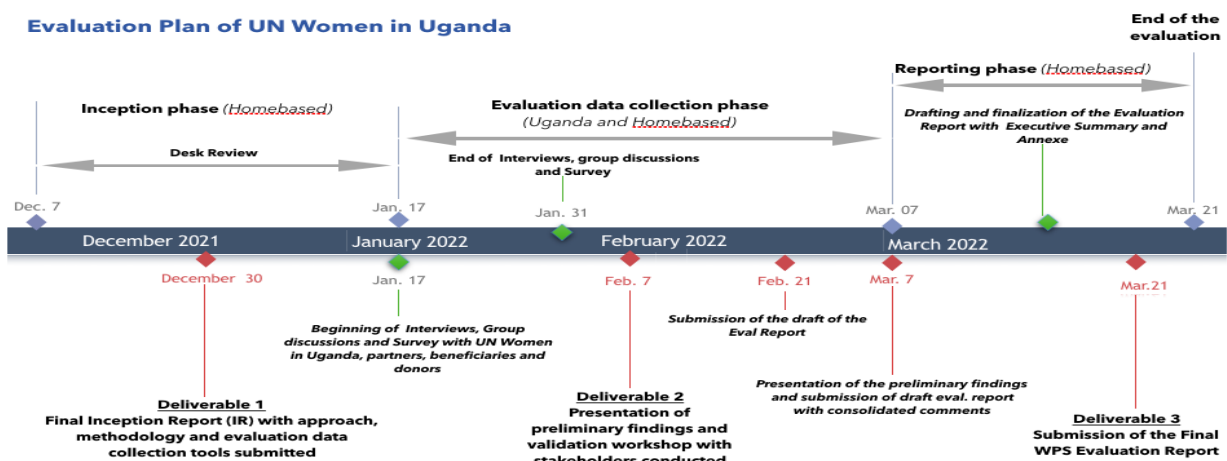 Evaluation Plan of UN Women in Uganda
End of the
evaluation
Inception phase (Homebased)
Evaluation data collection phase
(Uganda and Homebased)
Reporting phase (Homebased)
Desk Review
End of Interviews, group discussions
and Survey
Drafting and finalization of the Evaluation
Report with Executive Summary and
Annexe
Dec. 7
Jan. 17
Jan. 31
Mar. 07
Mar. 21
December 2021
January 2022
February 2022
March 2022
December 30
Jan. 17
Feb. 7
Feb. 21
Mar. 7
Mar.21
Beginning of Interviews, Group
discussions and Survey with UN Women
in Uganda, partners, beneficiaries and
donors
Submission of the draft of the
Eval Report
Presentation of the preliminary findings
and submission of draft eval. report
with consolidated comments
Deliverable 1
Final Inception Report (IR) with approach,
methodology and evaluation data
collection tools submitted
Deliverable 2
Presentation of
preliminary findings and
validation workshop with
stakeholders conducted
Deliverable 3
Submission of the Final
WPS Evaluation Report